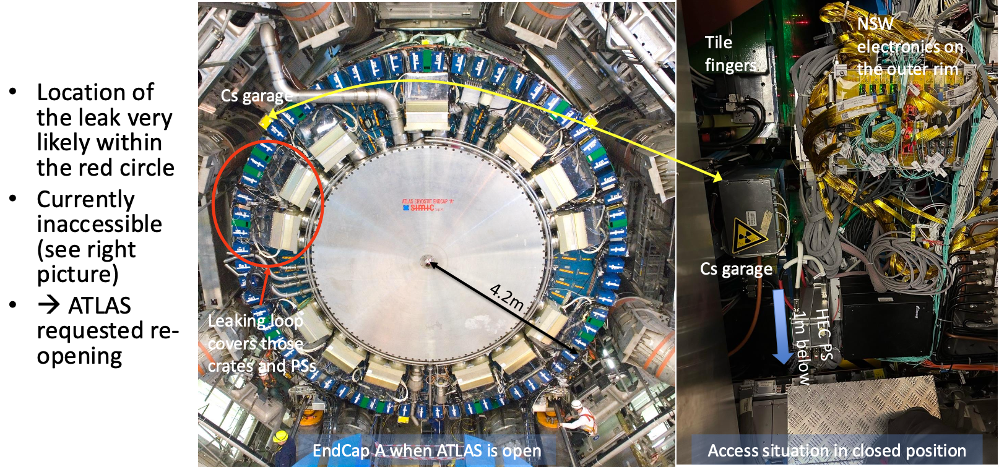 • Location of
the leak very
likely within
the red circle
• Currently
inaccessible
(see right
picture)
• → ATLAS
requested re-
opening
Cs garage
ATLAS CRYOSTAT ENDCAP "A"
SIMIC S.p.A.
4.2m
Leaking loop
covers those
crates and PSs
EndCap A when ATLAS is open
Tile
fingers
NSW
electronics on
the outer rim
Cs garage
HEC PS
1m below
Access situation in closed position